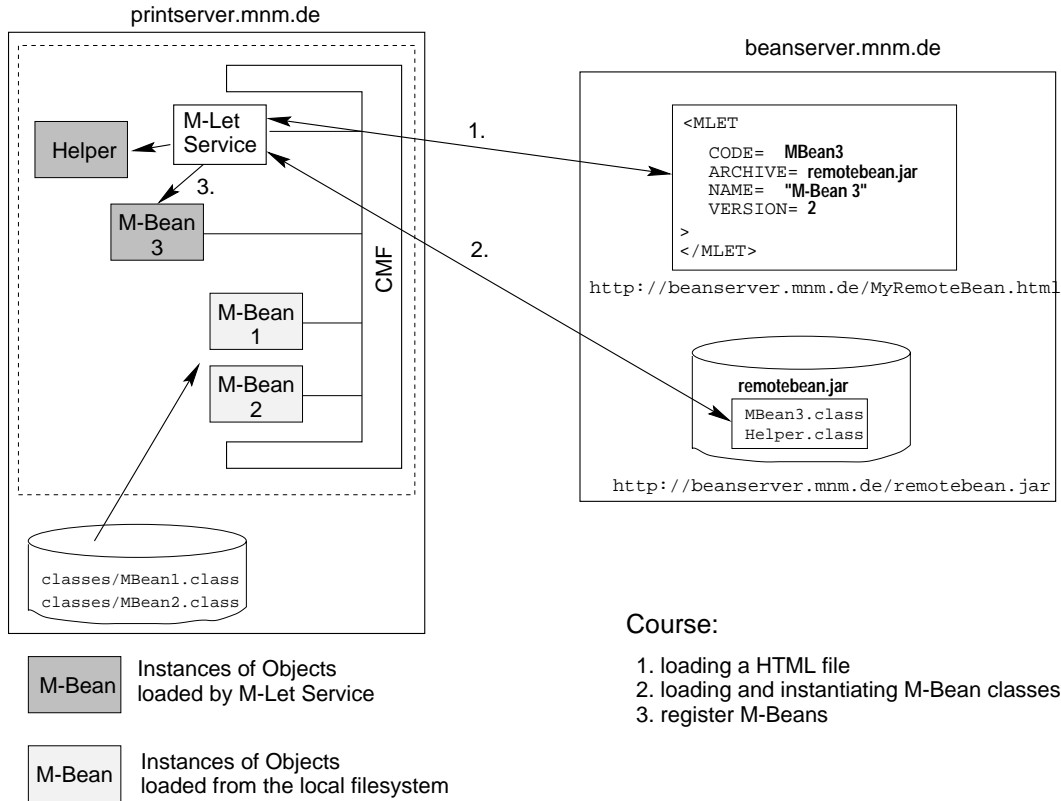 printserver.mnm.de
M-Let
Service
Helper
3.
M-Bean
3
CMF
M-Bean
1
M-Bean
2
classes/MBean1.class
classes/MBean2.class
1.
2.
beanserver.mnm.de
<MLET
CODE= MBean3
ARCHIVE= remotebean.jar
NAME= "M-Bean 3"
VERSION= 2
>
</MLET>
http://beanserver.mnm.de/MyRemoteBean.html
remotebean.jar
MBean3.class
Helper.class
http://beanserver.mnm.de/remotebean.jar
M-Bean
Instances of Objects
loaded by M-Let Service
M-Bean
Instances of Objects
loaded from the local filesystem
Course:
1. loading a HTML file
2. loading and instantiating M-Bean classes
3. register M-Beans